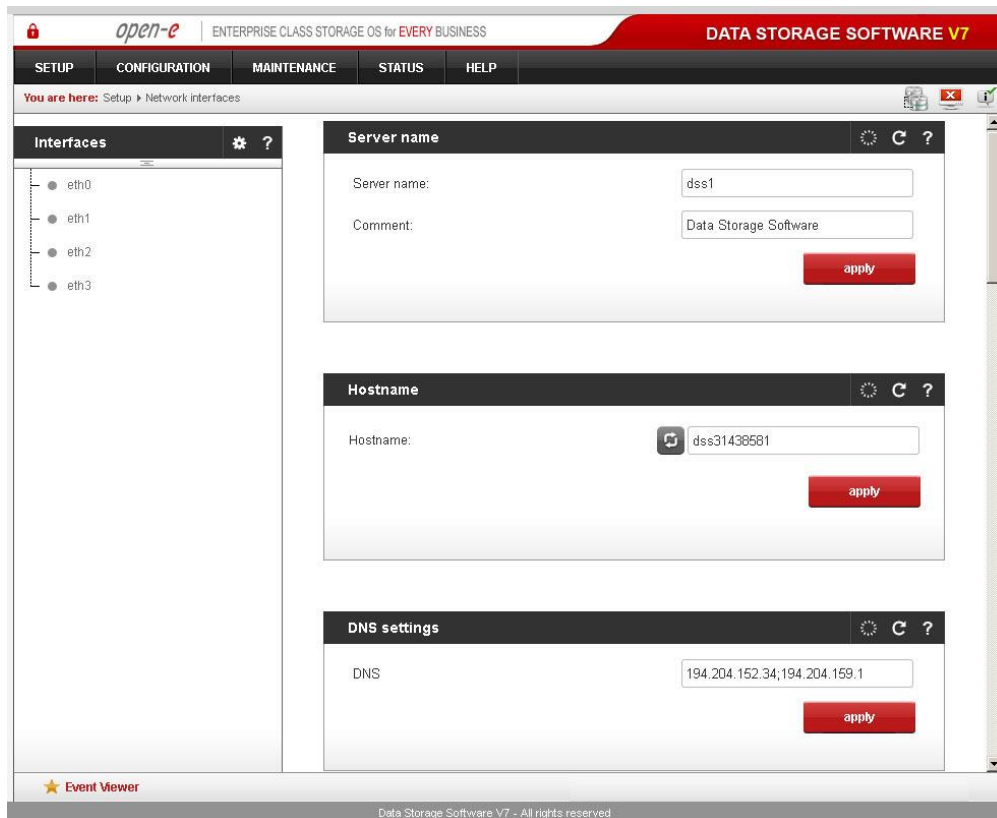 open-e ENTERPRISE CLASS STORAGE OS for EVERY BUSINESS DATA STORAGE SOFTWARE V7
SETUP CONFIGURATION MAINTENANCE STATUS HELP
You are here: Setup Network interfaces
Interfaces ?
eth0
eth1
eth2
eth3
Server name ?
Server name: dss1
Comment: Data Storage Software
apply
Hostname ?
Hostname: dss31438581
apply
DNS settings ?
DNS 194.204.152.34;194.204.159.1
apply
Event Viewer
Data Storage Software V7 - All rights reserved